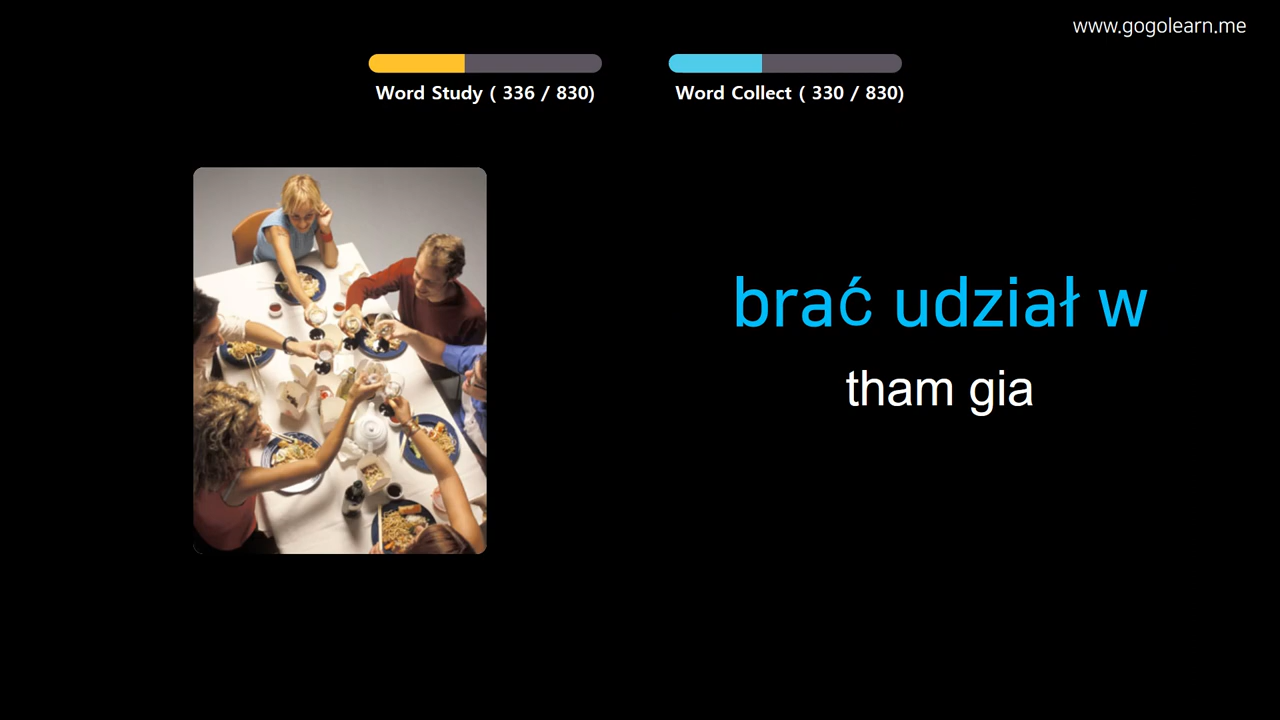 www.gogolearn.me
Word Study ( 336 / 830)
Word Collect ( 330 / 830)
brać udział w
tham gia